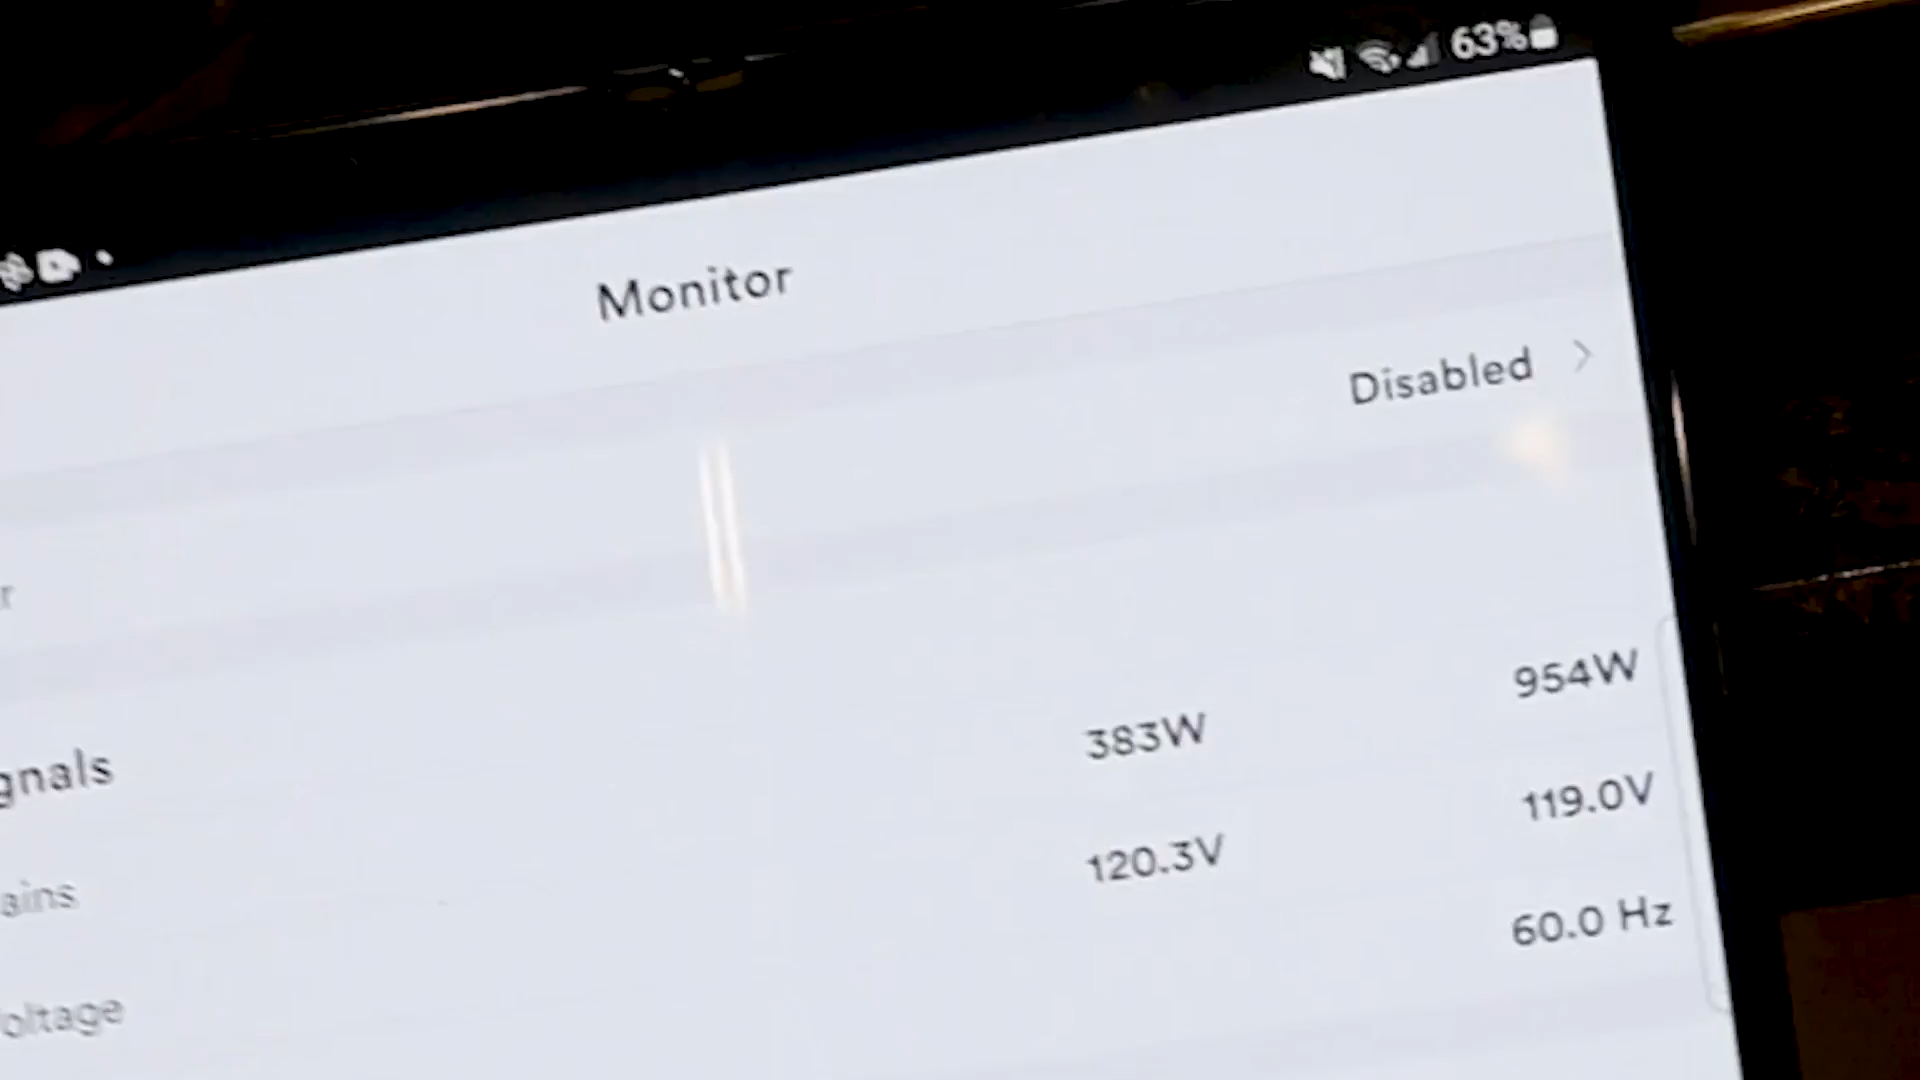 63%
Monitor
Disabled >
r
gnals
383W 954W
ains
120.3V 119.0V
oltage
60.0 Hz